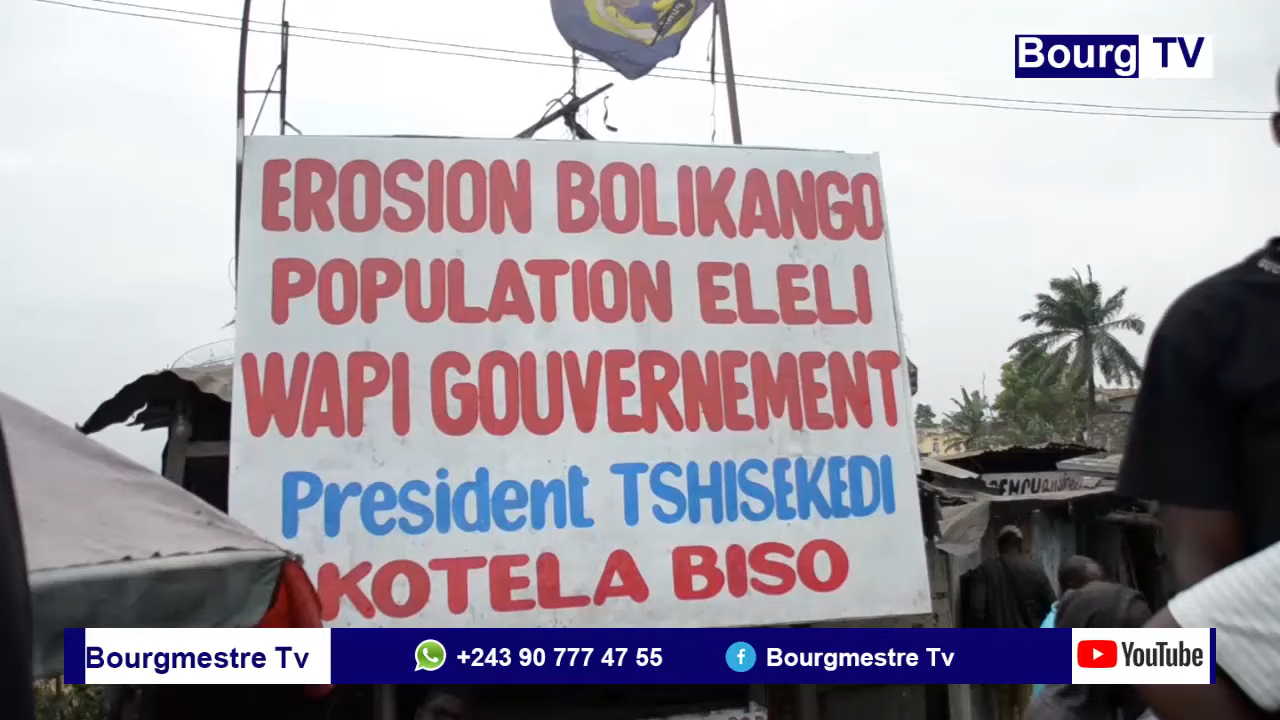 Bourg TV
EROSION BOLIKANGO
POPULATION ELELI
WAPI GOUVERNEMENT
President TSHISEKEDI
KOTELA BISO
Bourgmestre Tv
+243 90 777 47 55
Bourgmestre Tv
YouTube